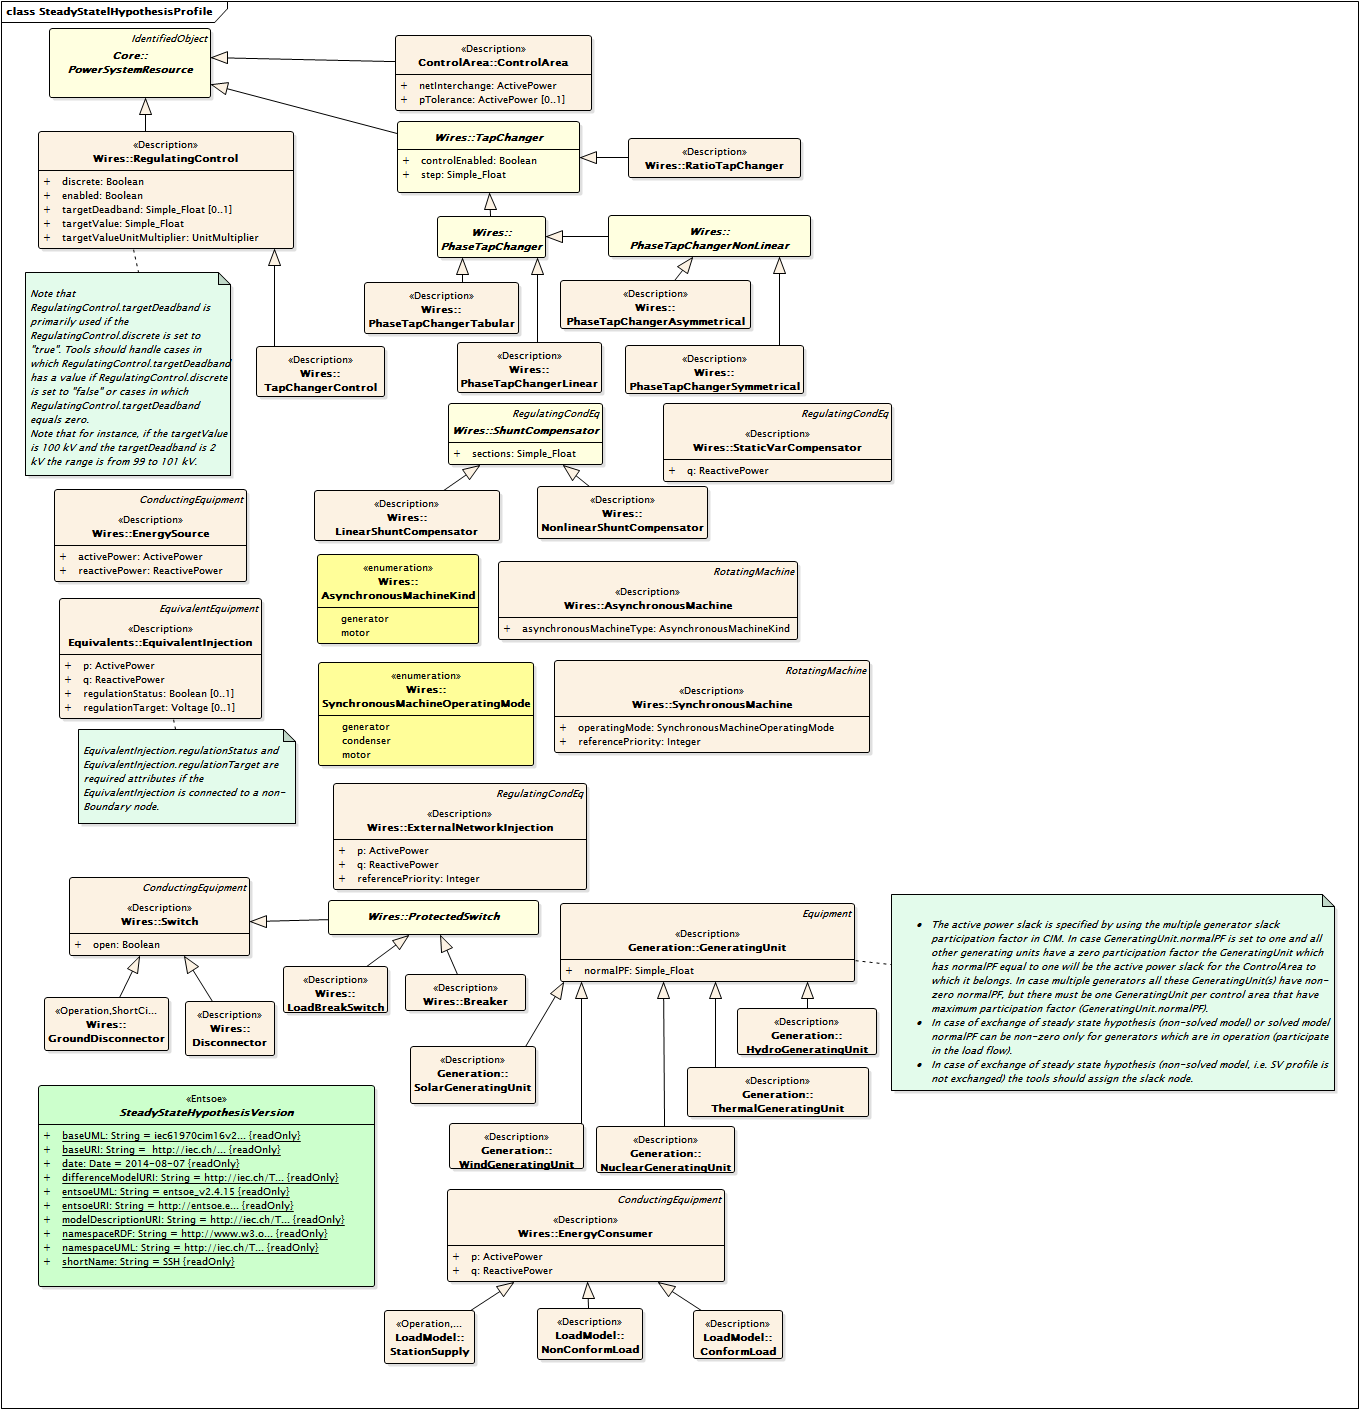 class SteadyStatelHypothesisProfile
IdentifiedObject
Core::
PowerSystemResource
«Description»
ControlArea::ControlArea
+ netInterchange: ActivePower
+ pTolerance: ActivePower [0..1]
«Description»
Wires::RegulatingControl
+ discrete: Boolean
+ enabled: Boolean
+ targetDeadband: Simple_Float [0..1]
+ targetValue: Simple_Float
+ targetValueUnitMultiplier: UnitMultiplier
Wires::TapChanger
+ controlEnabled: Boolean
+ step: Simple_Float
«Description»
Wires::RatioTapChanger
Wires::
PhaseTapChanger
Wires::
PhaseTapChangerNonLinear
Note that
RegulatingControl.targetDeadband is
primarily used if the
RegulatingControl.discrete is set to
"true". Tools should handle cases in
which RegulatingControl.targetDeadband
has a value if RegulatingControl.discrete
is set to "false" or cases in which
RegulatingControl.targetDeadband
equals zero.
Note that for instance, if the targetValue
is 100 kV and the targetDeadband is 2
kV the range is from 99 to 101 kV.
«Description»
Wires::
PhaseTapChangerTabular
«Description»
Wires::
PhaseTapChangerAsymmetrical
«Description»
Wires::
TapChangerControl
«Description»
Wires::
PhaseTapChangerLinear
«Description»
Wires::
PhaseTapChangerSymmetrical
RegulatingCondEq
Wires::ShuntCompensator
+ sections: Simple_Float
RegulatingCondEq
«Description»
Wires::StaticVarCompensator
+ q: ReactivePower
«Description»
Wires::
LinearShuntCompensator
«Description»
Wires::
NonlinearShuntCompensator
ConductingEquipment
«Description»
Wires::EnergySource
+ activePower: ActivePower
+ reactivePower: ReactivePower
«enumeration»
Wires::
AsynchronousMachineKind
generator
motor
RotatingMachine
«Description»
Wires::AsynchronousMachine
+ asynchronousMachineType: AsynchronousMachineKind
EquivalentEquipment
«Description»
Equivalents::EquivalentInjection
+ p: ActivePower
+ q: ReactivePower
+ regulationStatus: Boolean [0..1]
+ regulationTarget: Voltage [0..1]
«enumeration»
Wires::
SynchronousMachineOperatingMode
generator
condenser
motor
RotatingMachine
«Description»
Wires::SynchronousMachine
+ operatingMode: SynchronousMachineOperatingMode
+ referencePriority: Integer
EquivalentInjection.regulationStatus and
EquivalentInjection.regulationTarget are
required attributes if the
EquivalentInjection is connected to a non-
Boundary node.
RegulatingCondEq
«Description»
Wires::ExternalNetworkInjection
+ p: ActivePower
+ q: ReactivePower
+ referencePriority: Integer
ConductingEquipment
«Description»
Wires::Switch
+ open: Boolean
Wires::ProtectedSwitch
Equipment
«Description»
Generation::GeneratingUnit
+ normalPF: Simple_Float
• The active power slack is specified by using the multiple generator slack
participation factor in CIM. In case GeneratingUnit.normalPF is set to one and all
other generating units have a zero participation factor the GeneratingUnit which
has normalPF equal to one will be the active power slack for the ControlArea to
which it belongs. In case multiple generators all these GeneratingUnit(s) have non-
zero normalPF, but there must be one GeneratingUnit per control area that have
maximum participation factor (GeneratingUnit.normalPF).
• In case of exchange of steady state hypothesis (non-solved model) or solved model
normalPF can be non-zero only for generators which are in operation (participate
in the load flow).
• In case of exchange of steady state hypothesis (non-solved model, i.e. SV profile is
not exchanged) the tools should assign the slack node.
«Description»
Wires::
LoadBreakSwitch
«Description»
Wires::Breaker
«Operation,ShortCi...
Wires::
GroundDisconnector
«Description»
Wires::
Disconnector
«Description»
Generation::
HydroGeneratingUnit
«Description»
Generation::
SolarGeneratingUnit
«Description»
Generation::
ThermalGeneratingUnit
«Description»
Generation::
WindGeneratingUnit
«Description»
Generation::
NuclearGeneratingUnit
«Entsoe»
SteadyStateHypothesisVersion
+ baseUML: String = iec61970cim16v2... {readOnly}
+ baseURI: String = http://iec.ch/... {readOnly}
+ date: Date = 2014-08-07 {readOnly}
+ differenceModelURI: String = http://iec.ch/T... {readOnly}
+ entsoeUML: String = entsoe_v2.4.15 {readOnly}
+ entsoeURI: String = http://entsoe.e... {readOnly}
+ modelDescriptionURI: String = http://iec.ch/T... {readOnly}
+ namespaceRDF: String = http://www.w3.o... {readOnly}
+ namespaceUML: String = http://iec.ch/T... {readOnly}
+ shortName: String = SSH {readOnly}
ConductingEquipment
«Description»
Wires::EnergyConsumer
+ p: ActivePower
+ q: ReactivePower
«Operation,...
LoadModel::
StationSupply
«Description»
LoadModel::
NonConformLoad
«Description»
LoadModel::
ConformLoad